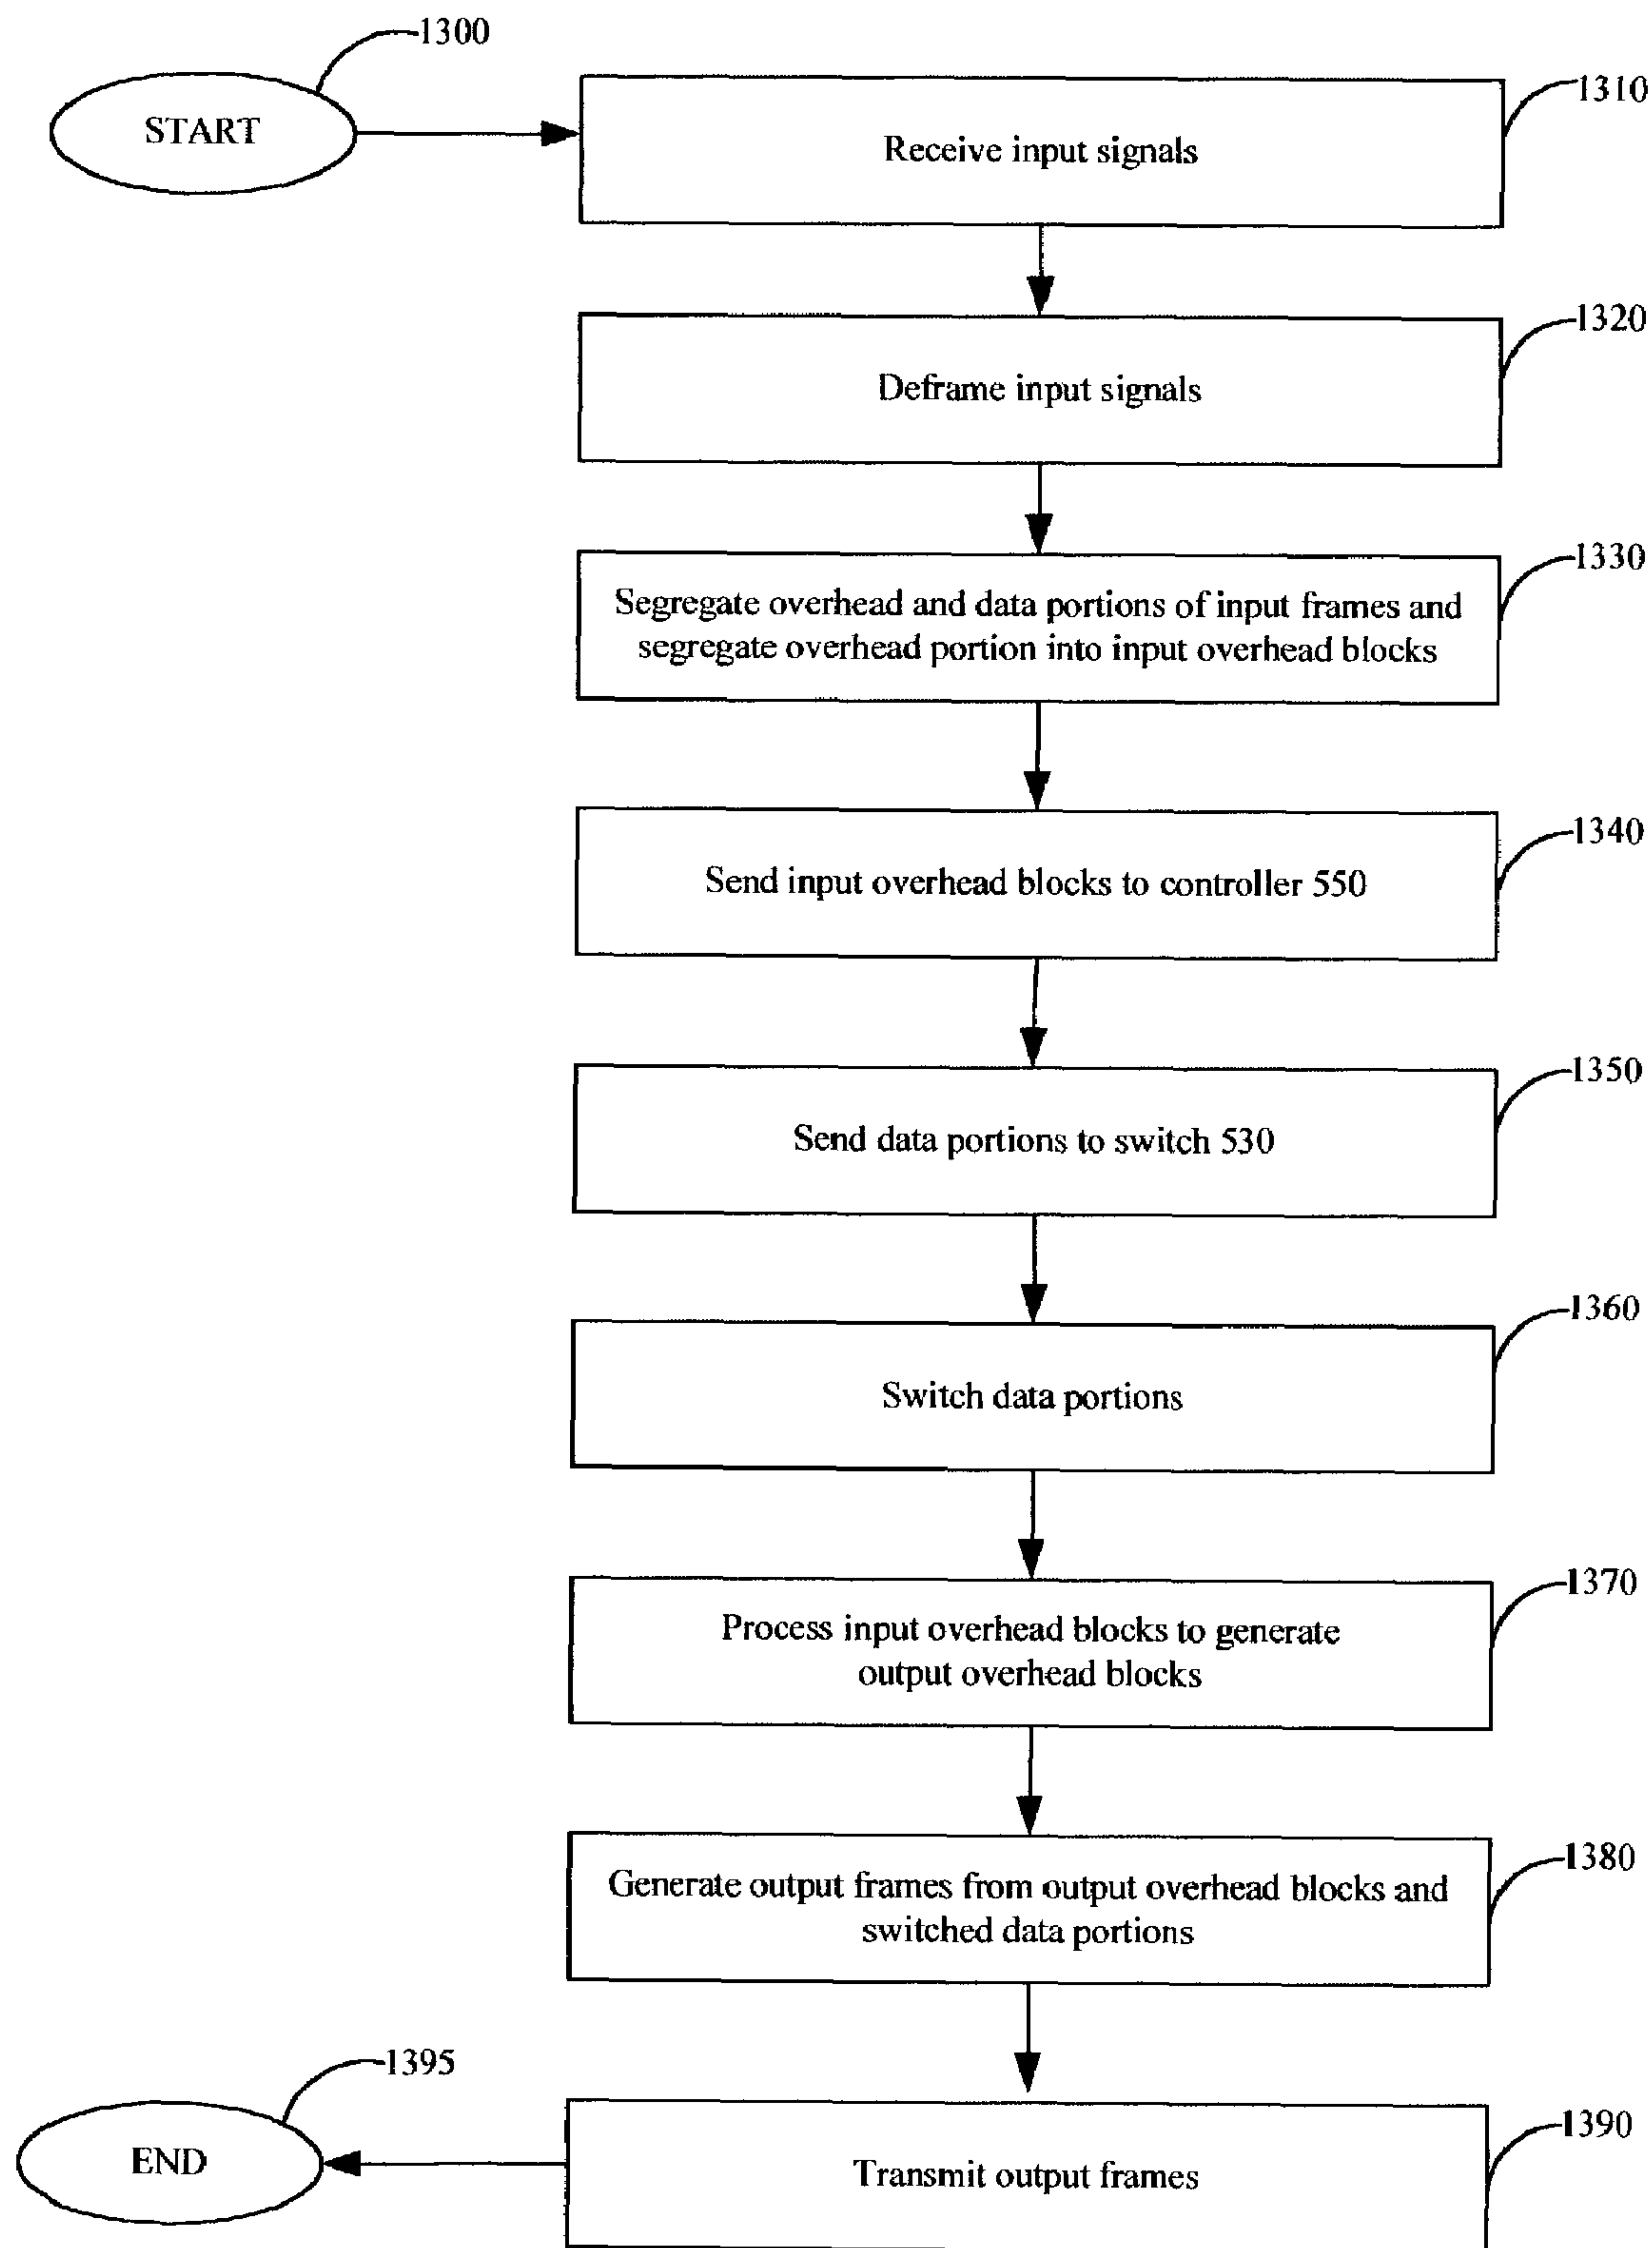 1300
START
1310
Receive input signals
1320
Deframe input signals
1330
Segregate overhead and data portions of input frames and
segregate overhead portion into input overhead blocks
1340
Send input overhead blocks to controller 550
1350
Send data portions to switch 530
1360
Switch data portions
1370
Process input overhead blocks to generate
output overhead blocks
1380
Generate output frames from output overhead blocks and
switched data portions
1395
END
1390
Transmit output frames